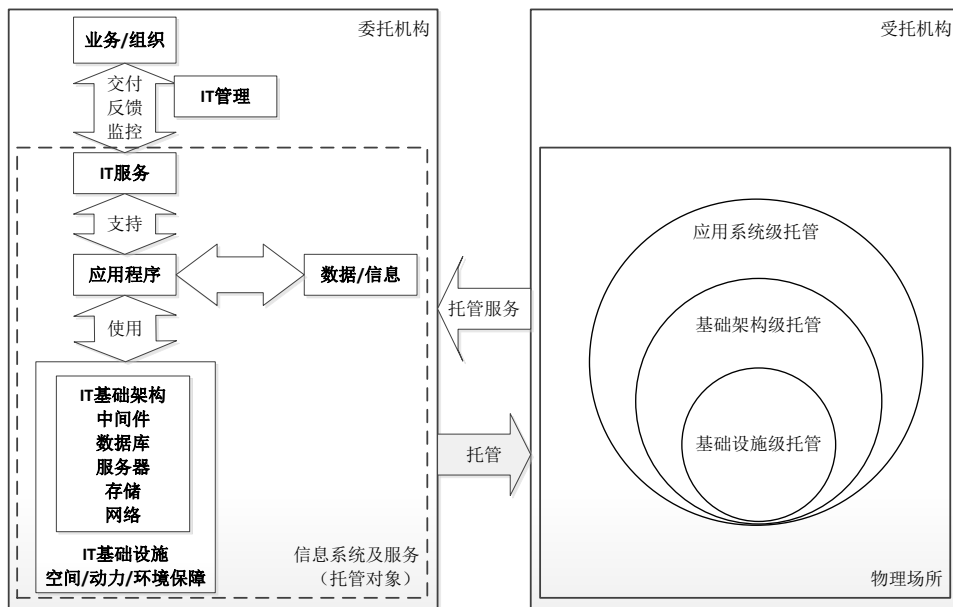 委托机构
业务/组织
交付
反馈
监控
IT管理
IT服务
支持
应用程序
数据/信息
使用
IT基础架构
中间件
数据库
服务器
存储
网络
IT基础设施
空间/动力/环境保障
信息系统及服务
（托管对象）
托管服务
托管
受托机构
应用系统级托管
基础架构级托管
基础设施级托管
物理场所